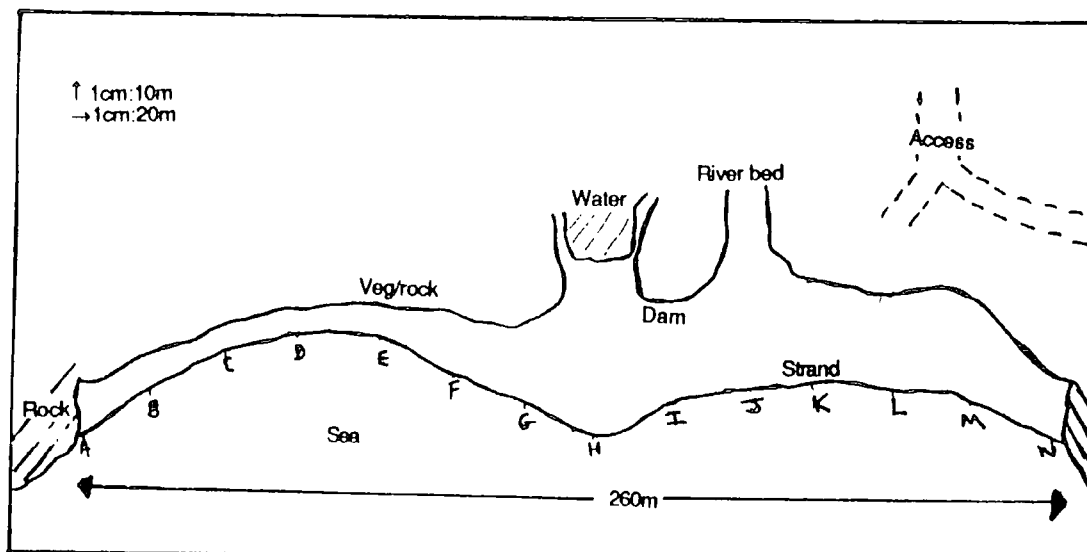 ↑ 1cm:10m
→ 1cm:20m
Access
River bed
Water
Veg/rock
Dam
Strand
Rock
Sea
A
B
C
D
E
F
G
H
I
J
K
L
M
N
260m